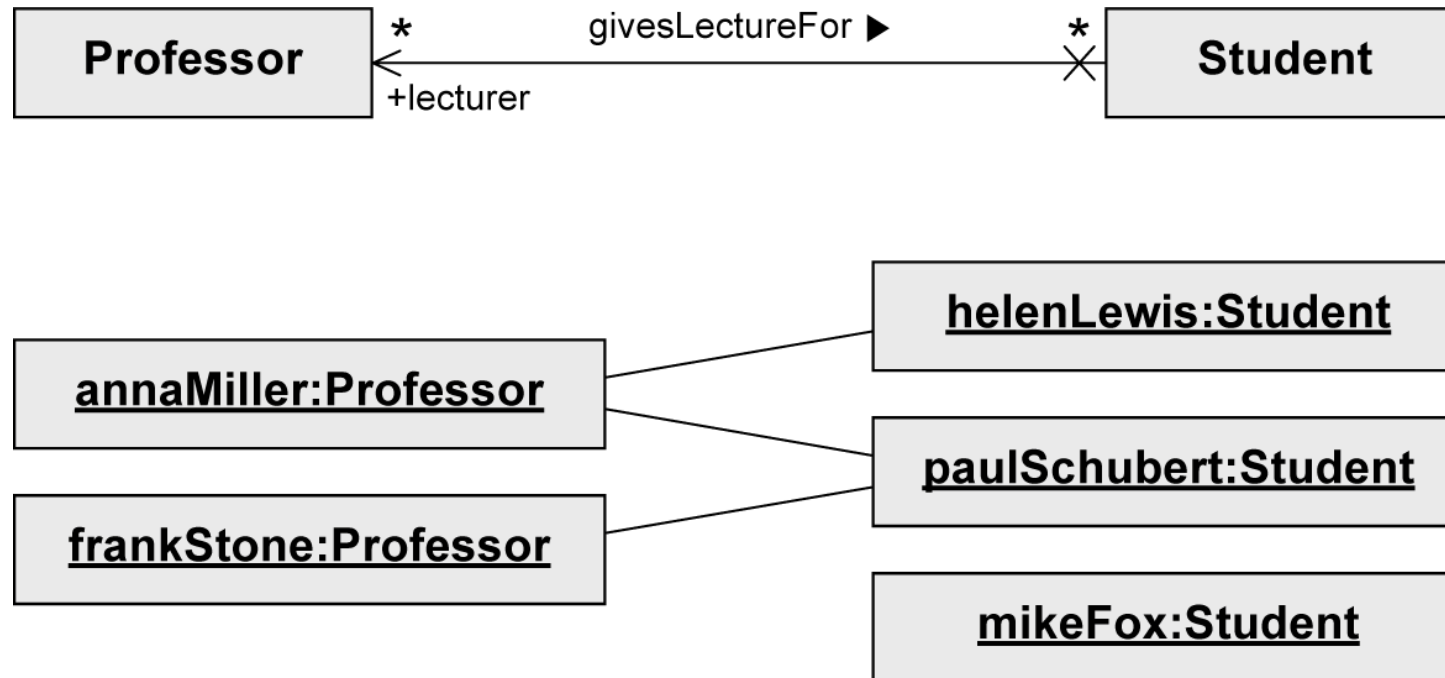 Professor
*
givesLectureFor ▶
*
Student
+lecturer
helenLewis:Student
annaMiller:Professor
paulSchubert:Student
frankStone:Professor
mikeFox:Student